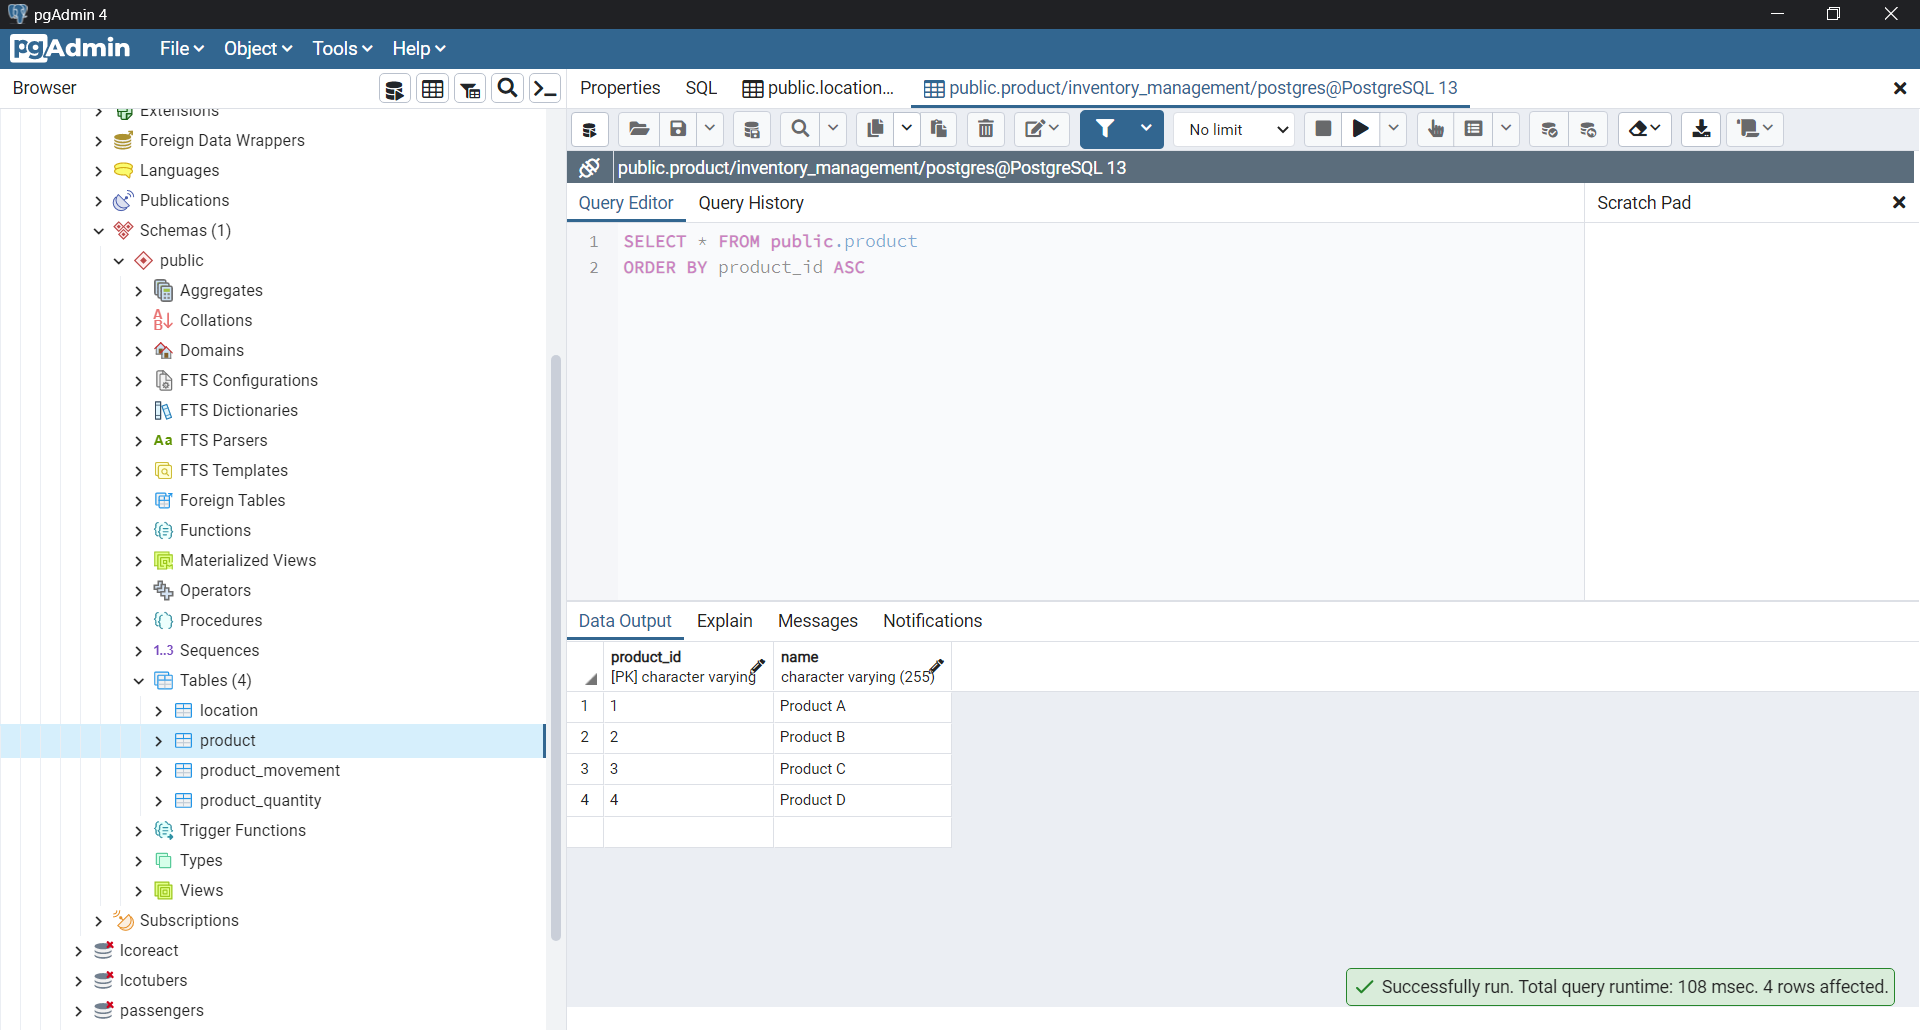 pgAdmin 4
pgAdmin File Object Tools Help
Browser
Properties SQL public.location... public.product/inventory_management/postgres@PostgreSQL 13
Extensions
Foreign Data Wrappers
Languages
Publications
Schemas (1)
public
Aggregates
Collations
Domains
FTS Configurations
FTS Dictionaries
Aa FTS Parsers
FTS Templates
Foreign Tables
Functions
Materialized Views
Operators
Procedures
1..3 Sequences
Tables (4)
location
product
product_movement
product_quantity
Trigger Functions
Types
Views
Subscriptions
lcoreact
lcotubers
passengers
No limit
public.product/inventory_management/postgres@PostgreSQL 13
Query Editor Query History
Scratch Pad
1 SELECT * FROM public.product
2 ORDER BY product_id ASC
Data Output Explain Messages Notifications
product_id name
[PK] character varying character varying (255)
1 1 Product A
2 2 Product B
3 3 Product C
4 4 Product D
Successfully run. Total query runtime: 108 msec. 4 rows affected.